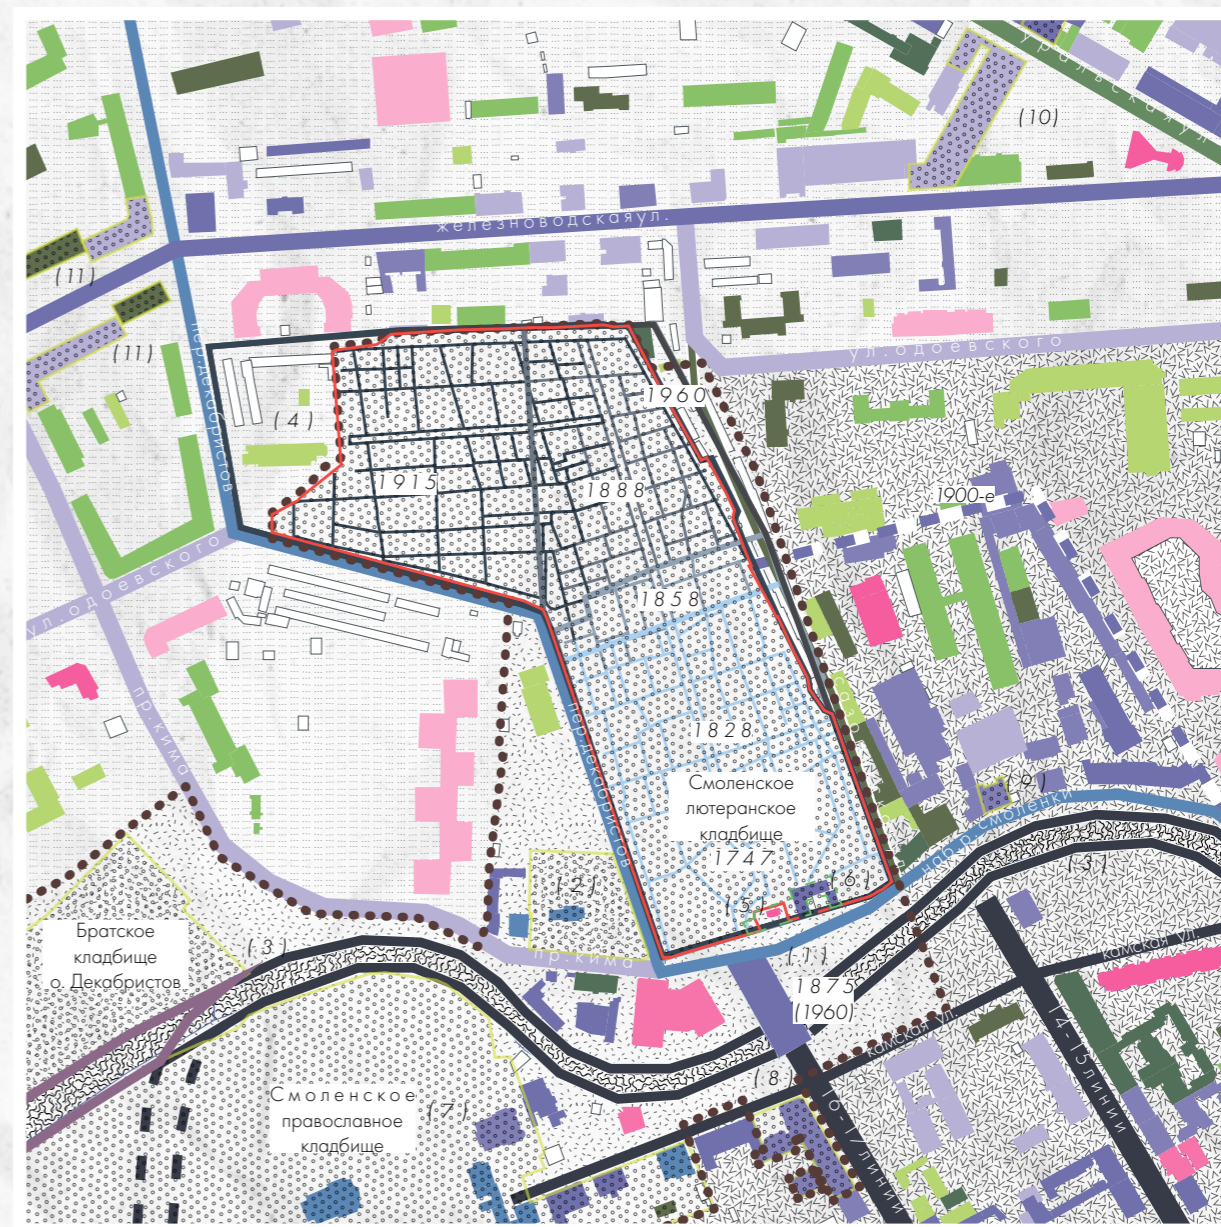 уральская ул.
(10)
железноводская ул.
(11)
(11)
пер. декабристов
ул. одоевского
1960
(4)
1915
1888
1900-е
1858
ул. одоевского
пр. кима
пер. декабристов
1828
Смоленское
лютеранское
кладбище
1747
(9)
наб. р. смоленки
(3)
(2)
(6)
(5)
Братское
кладбище
о. Декабристов
(3)
пр. кима
(1)
1875
(1960)
камская ул.
камская ул.
14-15 линии
(8)
16-17 линии
Смоленское
православное
кладбище
(7)